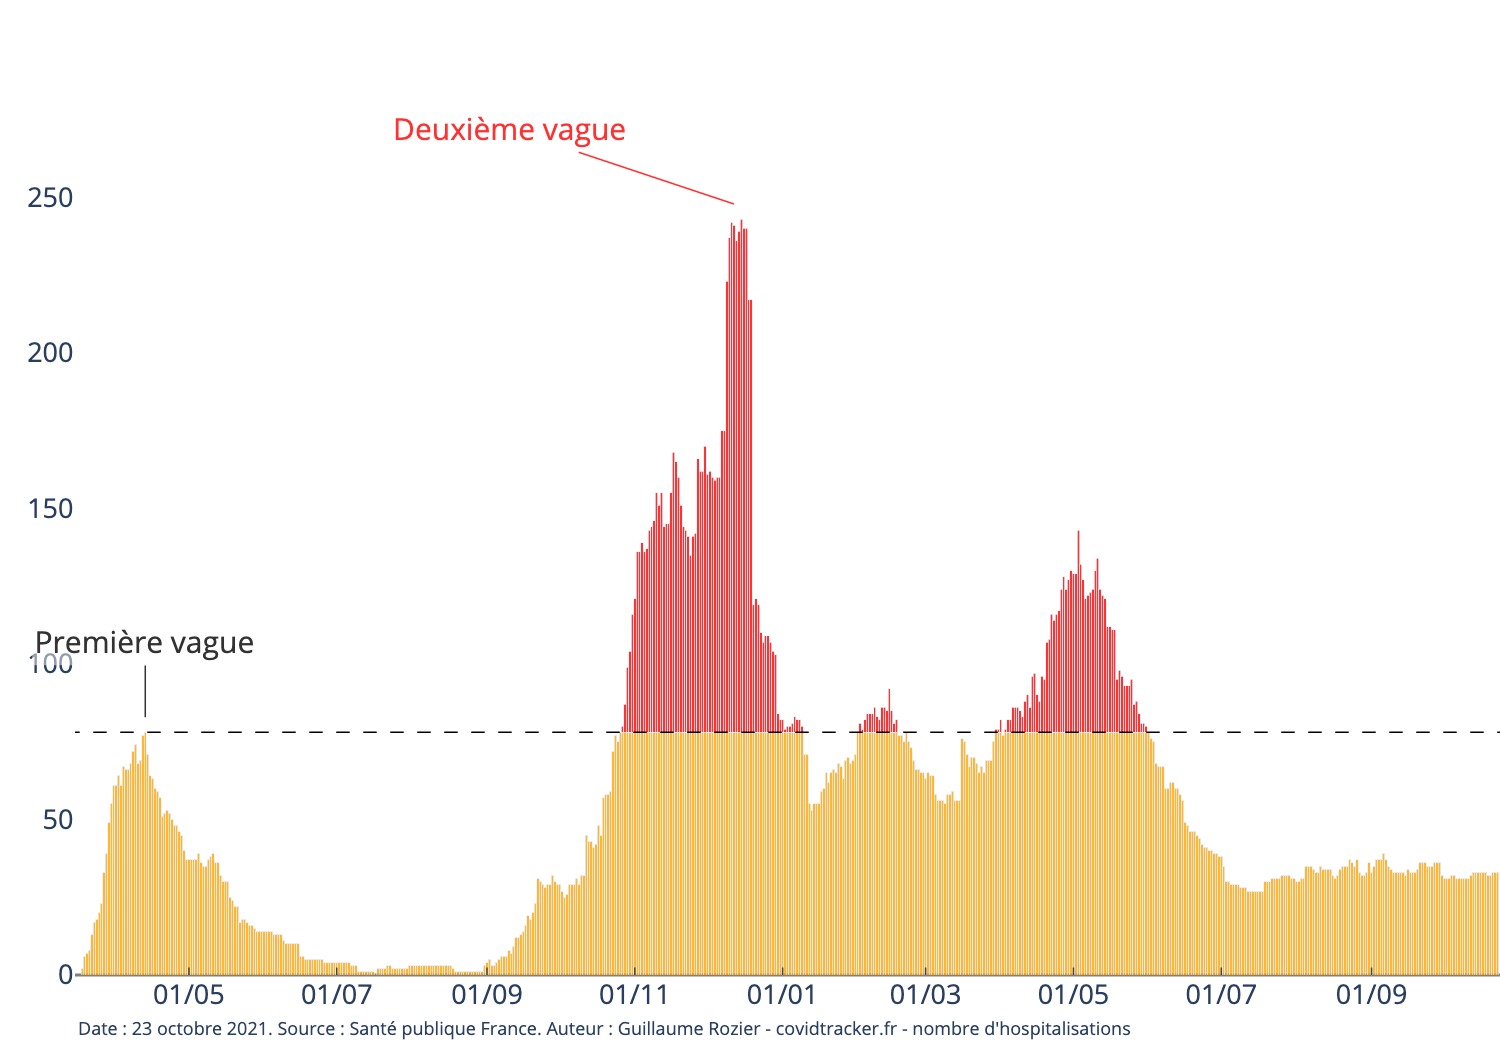 Deuxième vague
250
200
150
Première vague
100
50
0
01/05 01/07 01/09 01/11 01/01 01/03 01/05 01/07 01/09
Date : 23 octobre 2021. Source : Santé publique France. Auteur : Guillaume Rozier - covidtracker.fr - nombre d'hospitalisations